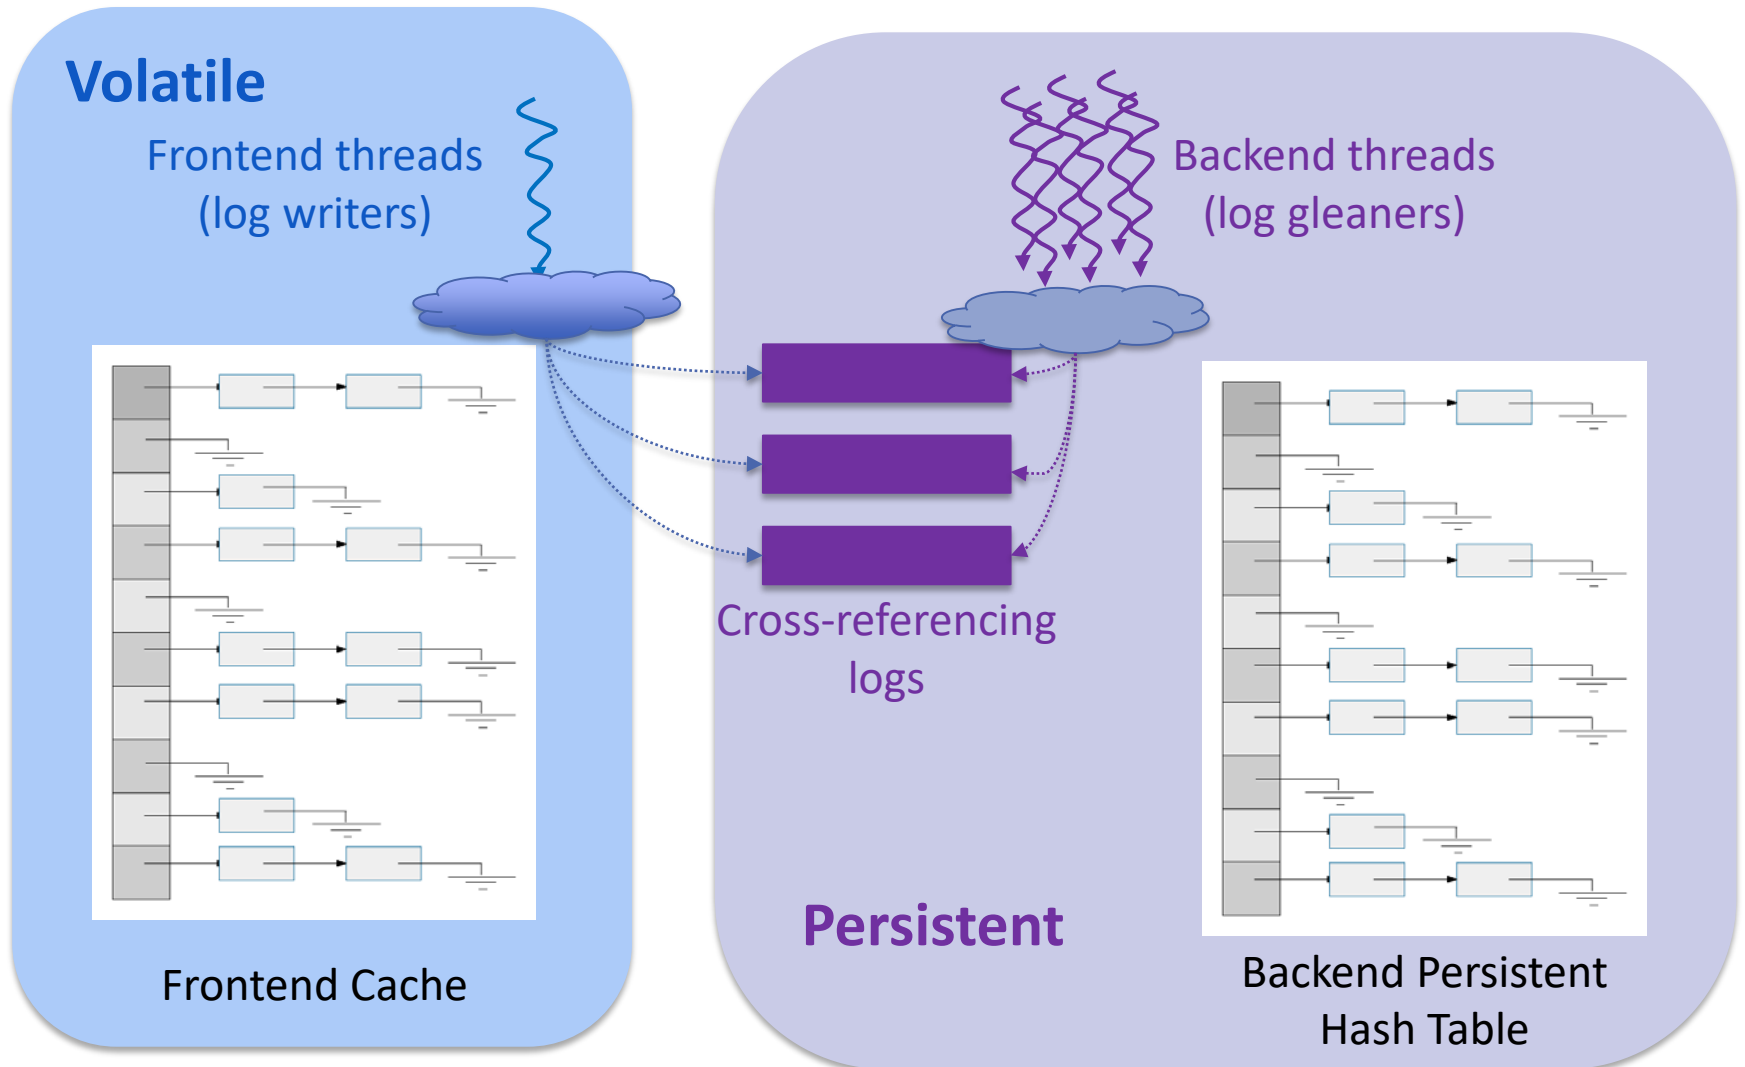 Volatile
Frontend threads
(log writers)
Backend threads
(log gleaners)
Cross-referencing
logs
Persistent
Frontend Cache
Backend Persistent
Hash Table